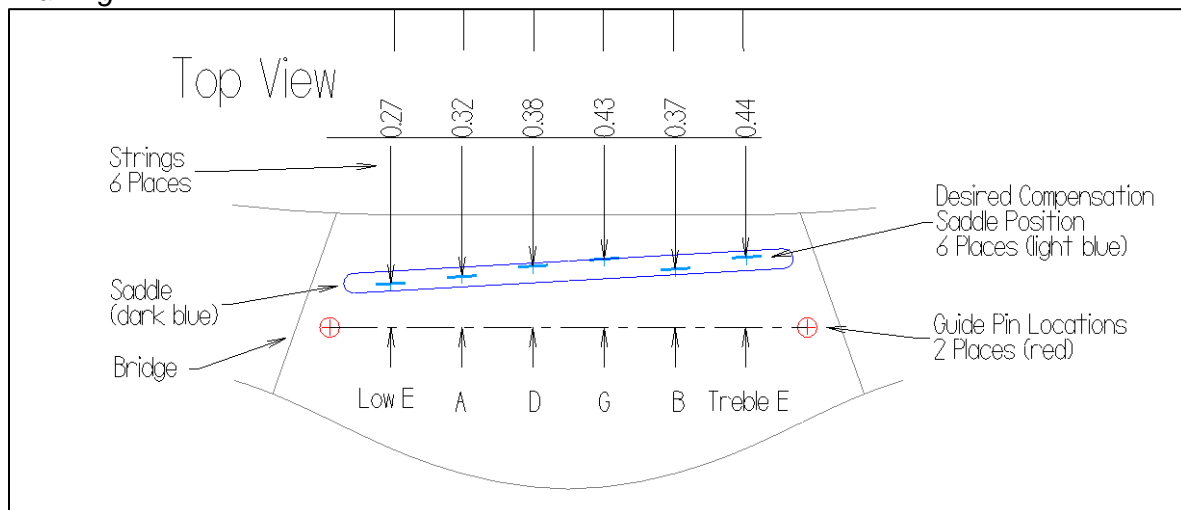 Top View
0.27 0.32 0.38 0.43 0.37 0.44
Strings
6 Places
Desired Compensation
Saddle Position
6 Places (light blue)
Saddle
(dark blue)
Guide Pin Locations
2 Places (red)
Bridge
Low E A D G B Treble E